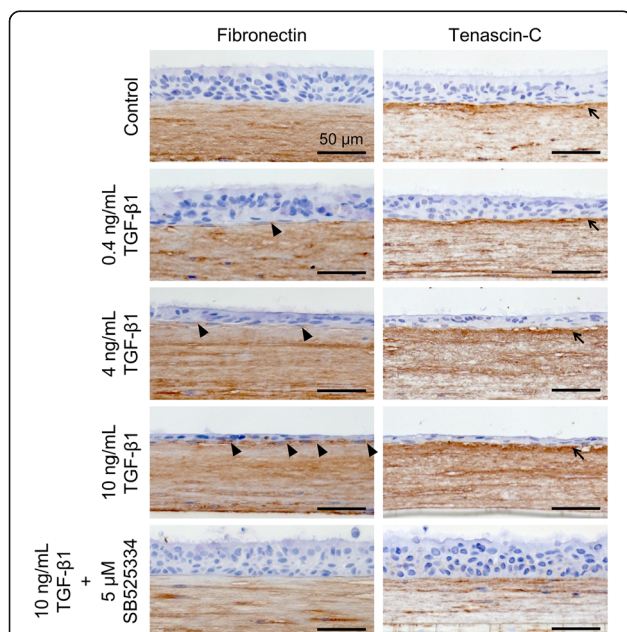 Fibronectin
Tenascin-C
Control
50 µm
0.4 ng/mL
TGF-β1
4 ng/mL
TGF-β1
10 ng/mL
TGF-β1
10 ng/mL
TGF-β1
+
5 µM
SB525334